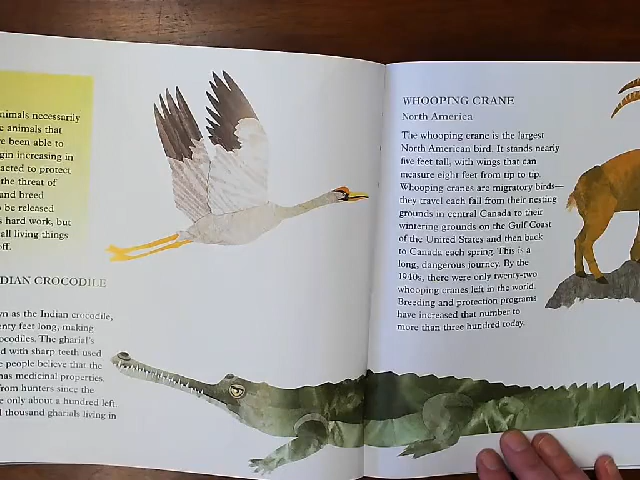 nimals necessarily
animals that
e been able to
gin increasing in
acted to protect
the threat of
and breed
o be released
s hard work, but
all living things
off.
DIAN CROCODILE
wn as the Indian crocodile,
enty feet long, making
ocodiles. The gharial's
d with sharp teeth used
e people believe that the
has medicinal properties.
from hunters since the
e only about a hundred left
l thousand gharials living in
WHOOPING CRANE
North America
The whooping crane is the largest
North American bird. It stands nearly
five feet tall, with wings that can
measure eight feet from tip to tip.
Whooping cranes are migratory birds—
they travel each fall from their nesting
grounds in central Canada to their
wintering grounds on the Gulf Coast
of the United States and then back
to Canada each spring. This is a
long, dangerous journey. By the
1940s, there were only twenty-two
whooping cranes left in the world.
Breeding and protection programs
have increased that number to
more than three hundred today.